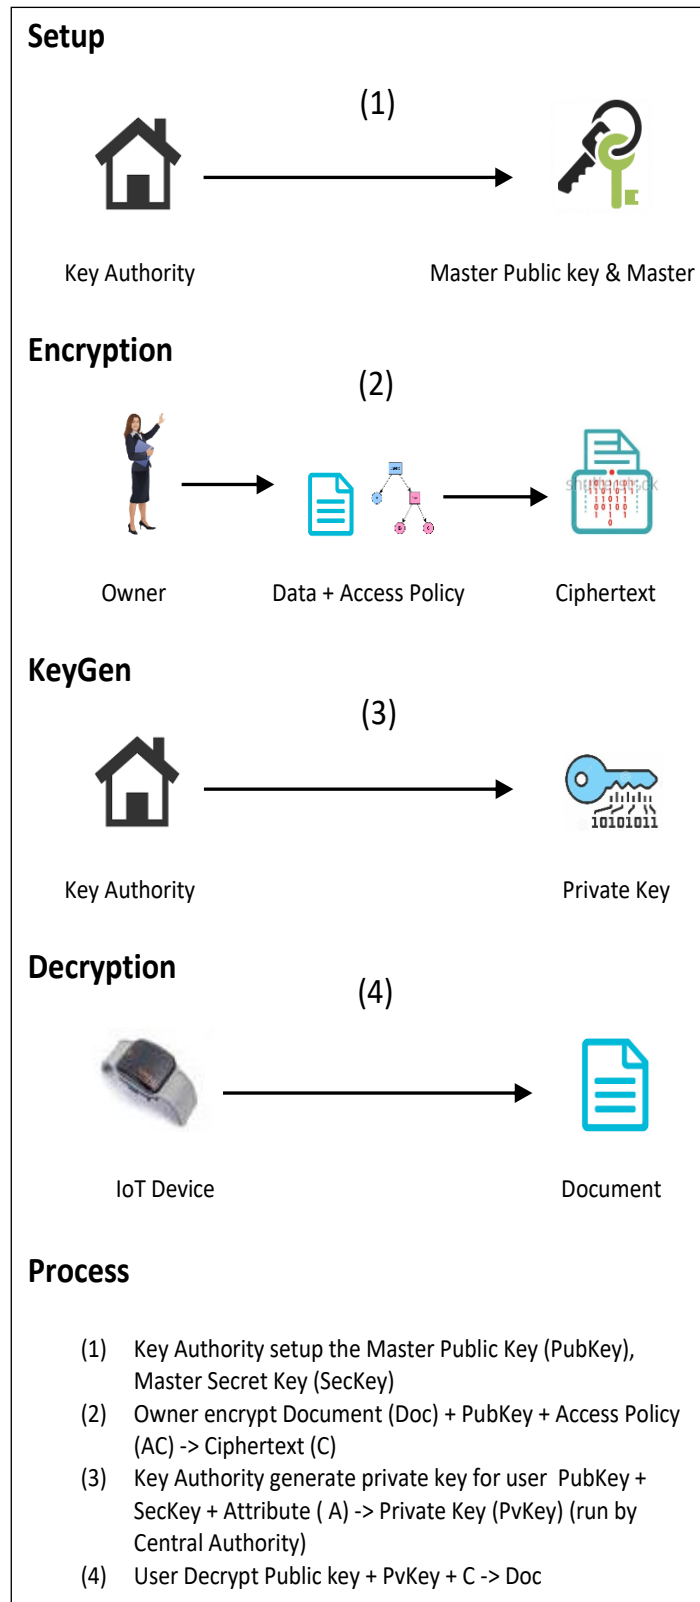 Setup
(1)
Key Authority
Master Public key & Master
Encryption
(2)
Owner
Data + Access Policy
Ciphertext
KeyGen
(3)
10101011
Key Authority
Private Key
Decryption
(4)
IoT Device
Document
Process
(1) Key Authority setup the Master Public Key (PubKey),
Master Secret Key (SecKey)
(2) Owner encrypt Document (Doc) + PubKey + Access Policy
(AC) -> Ciphertext (C)
(3) Key Authority generate private key for user PubKey +
SecKey + Attribute ( A) -> Private Key (PvKey) (run by
Central Authority)
(4) User Decrypt Public key + PvKey + C -> Doc